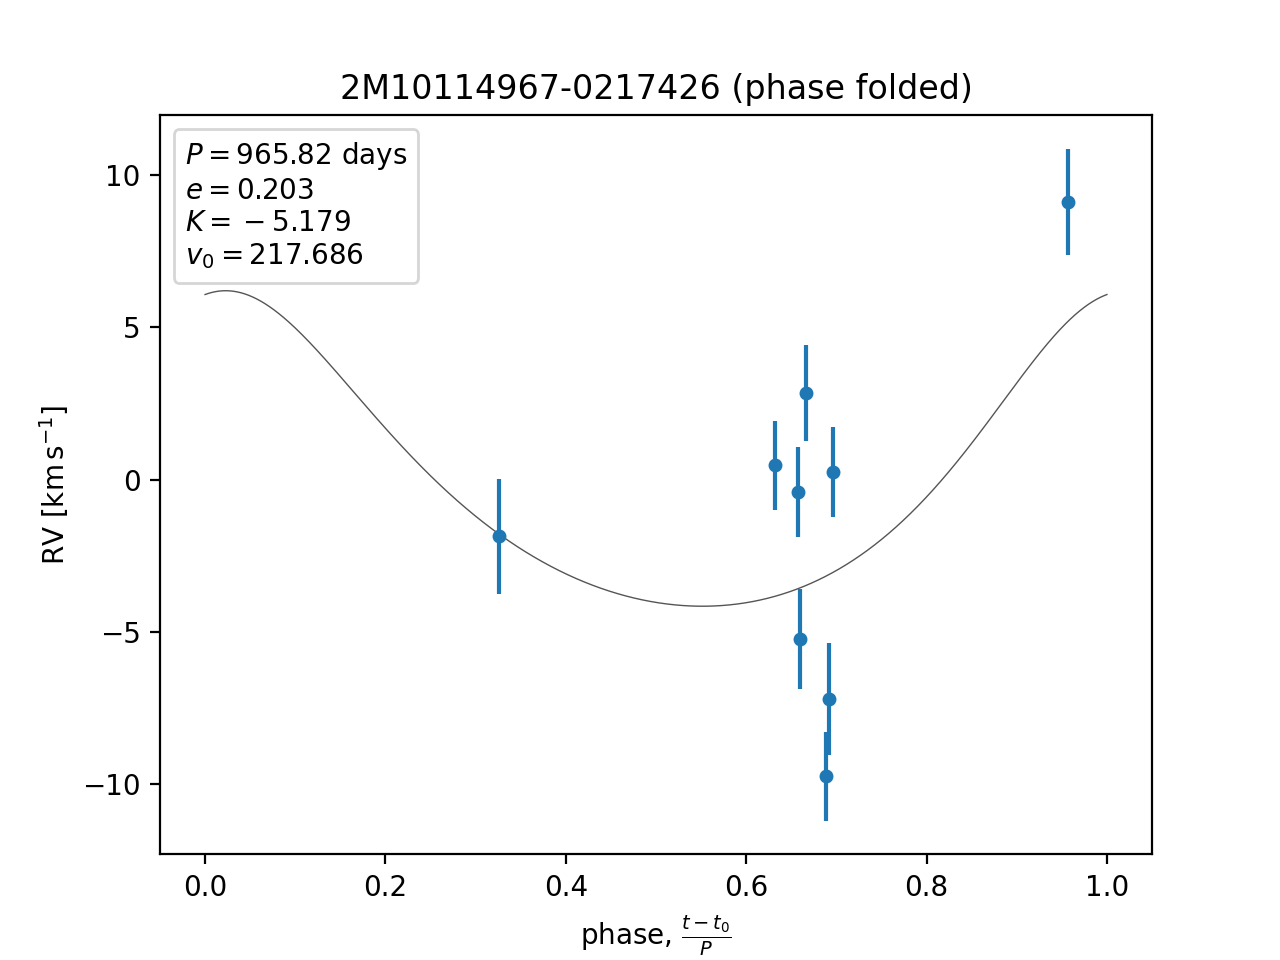 2M10114967-0217426 (phase folded)
P = 965.82 days
e = 0.203
K = −5.179
v₀ = 217.686
10
5
0
−5
−10
RV [km s⁻¹]
0.0 0.2 0.4 0.6 0.8 1.0
phase, (t − t₀)/P